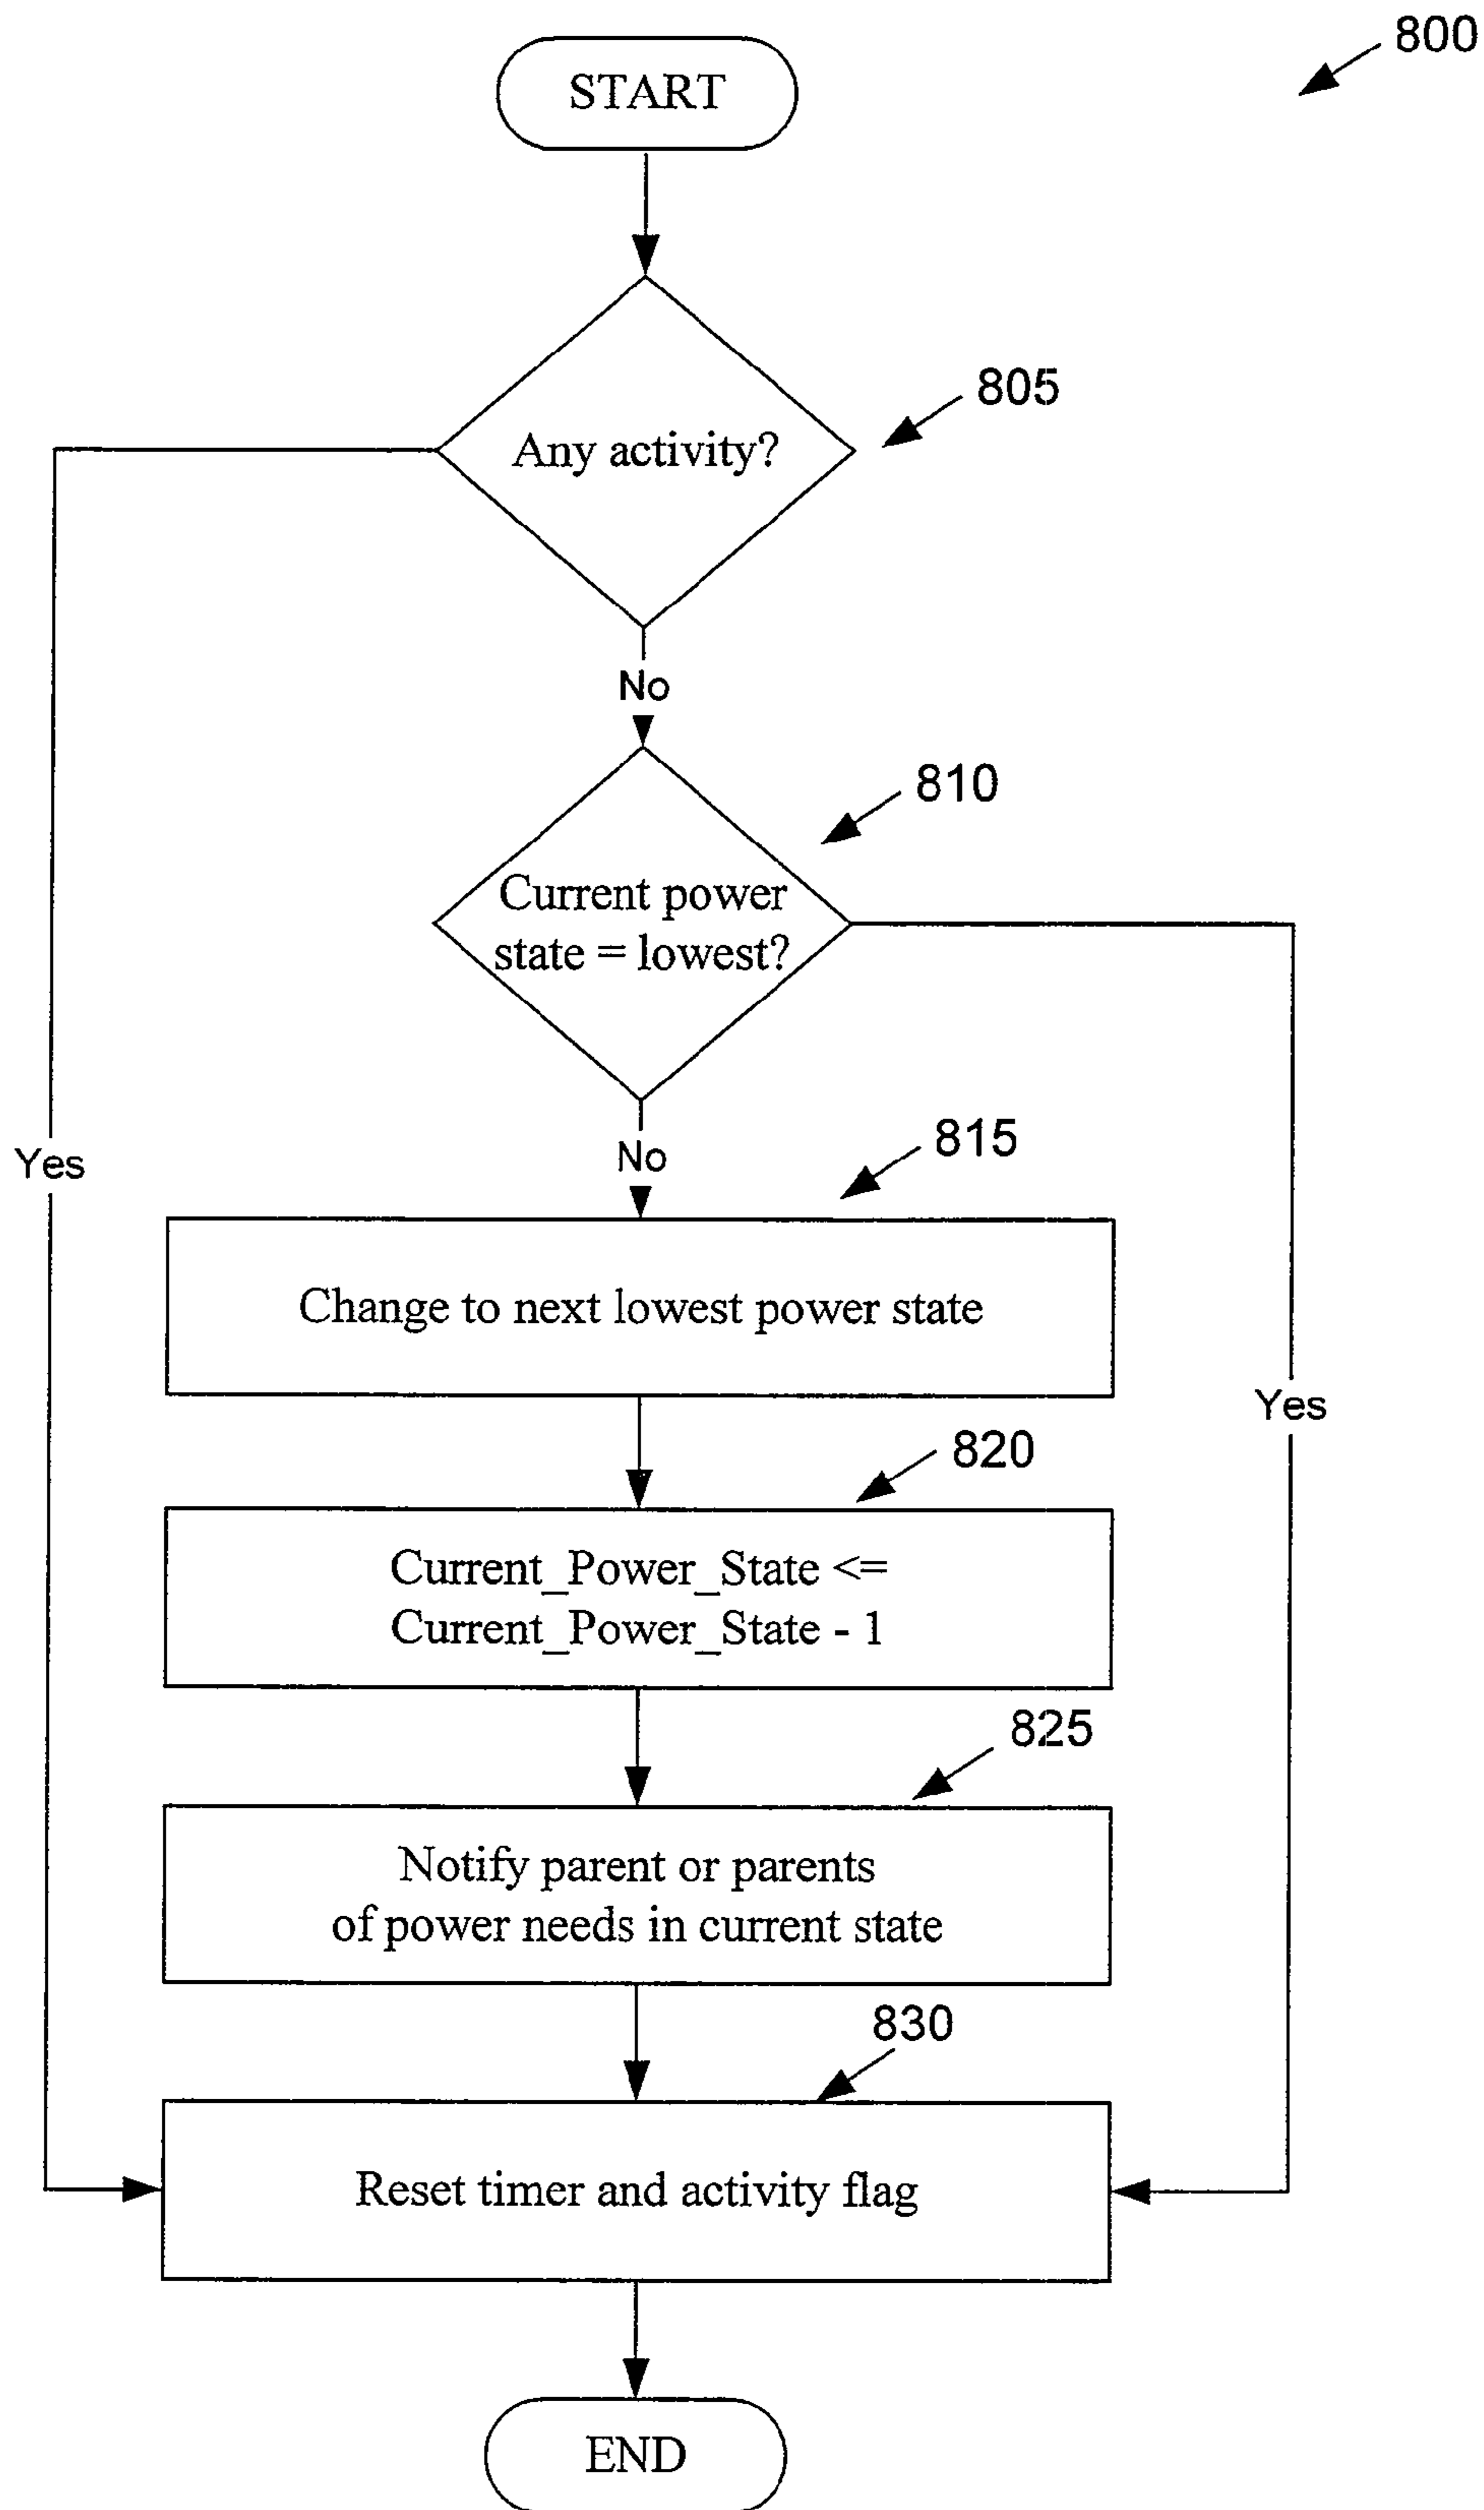 800
START
805
Any activity?
No
810
Current power
state = lowest?
Yes
No
815
Change to next lowest power state
Yes
820
Current_Power_State <=
Current_Power_State - 1
825
Notify parent or parents
of power needs in current state
830
Reset timer and activity flag
END